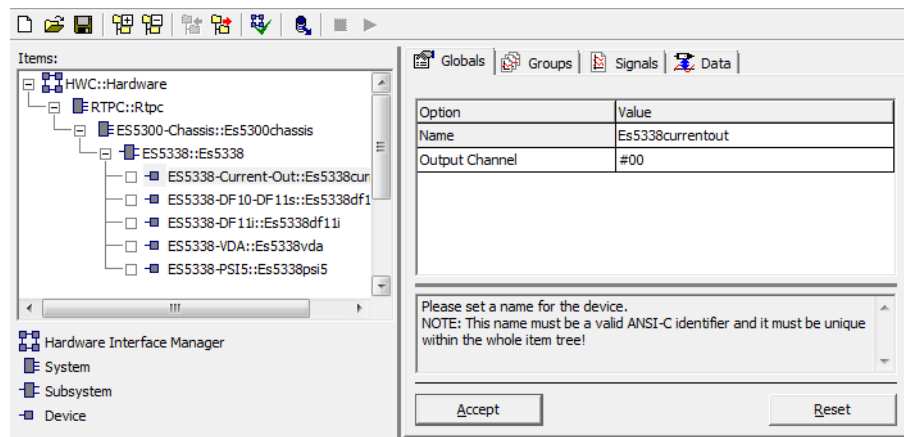 Items:
HWC::Hardware
RTPC::Rtpc
ES5300-Chassis::Es5300chassis
ES5338::Es5338
ES5338-Current-Out::Es5338cur
ES5338-DF10-DF11s::Es5338df1
ES5338-DF11i::Es5338df11i
ES5338-VDA::Es5338vda
ES5338-PSI5::Es5338psi5
Hardware Interface Manager
System
Subsystem
Device
Globals Groups Signals Data
Option Value
Name Es5338currentout
Output Channel #00
Please set a name for the device.
NOTE: This name must be a valid ANSI-C identifier and it must be unique
within the whole item tree!
Accept Reset